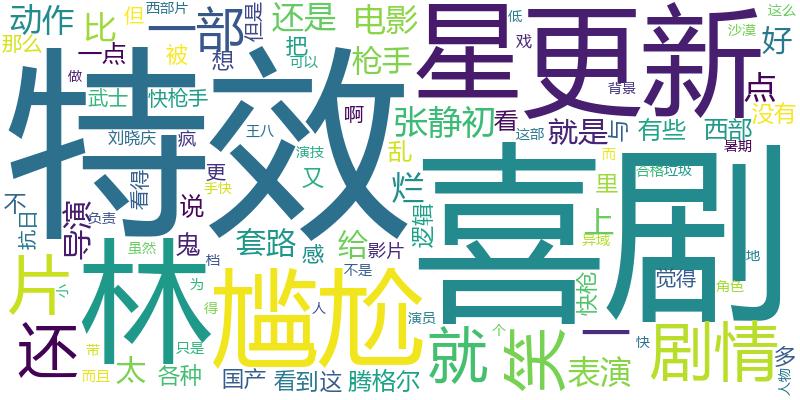 动作
比
一部
但是
还是
电影
西部片
低
星
更新
这么
沙漠
好
那么
但
一点
被
想
把
枪手
戏
可以
做
点
特效
武士
快枪手
啊
张静初
看
就是
与
有些
背景
西部
没有
暑期
刘晓庆
疯
王八
演技
乱
这部
而
合格
垃圾
喜剧
不
看得
更
手快
又
烂
里
抗日
导演
负责
说
鬼
套路
感
给
影片
逻辑
上
异域
地
片
小
林
虽然
档
为
得
尴尬
不是
人
快枪
觉得
角色
还
带
而且
太
只是
各种
国产
看到
这
腾格尔
演员
就
个
笑
一
表演
快
剧情
多
人物